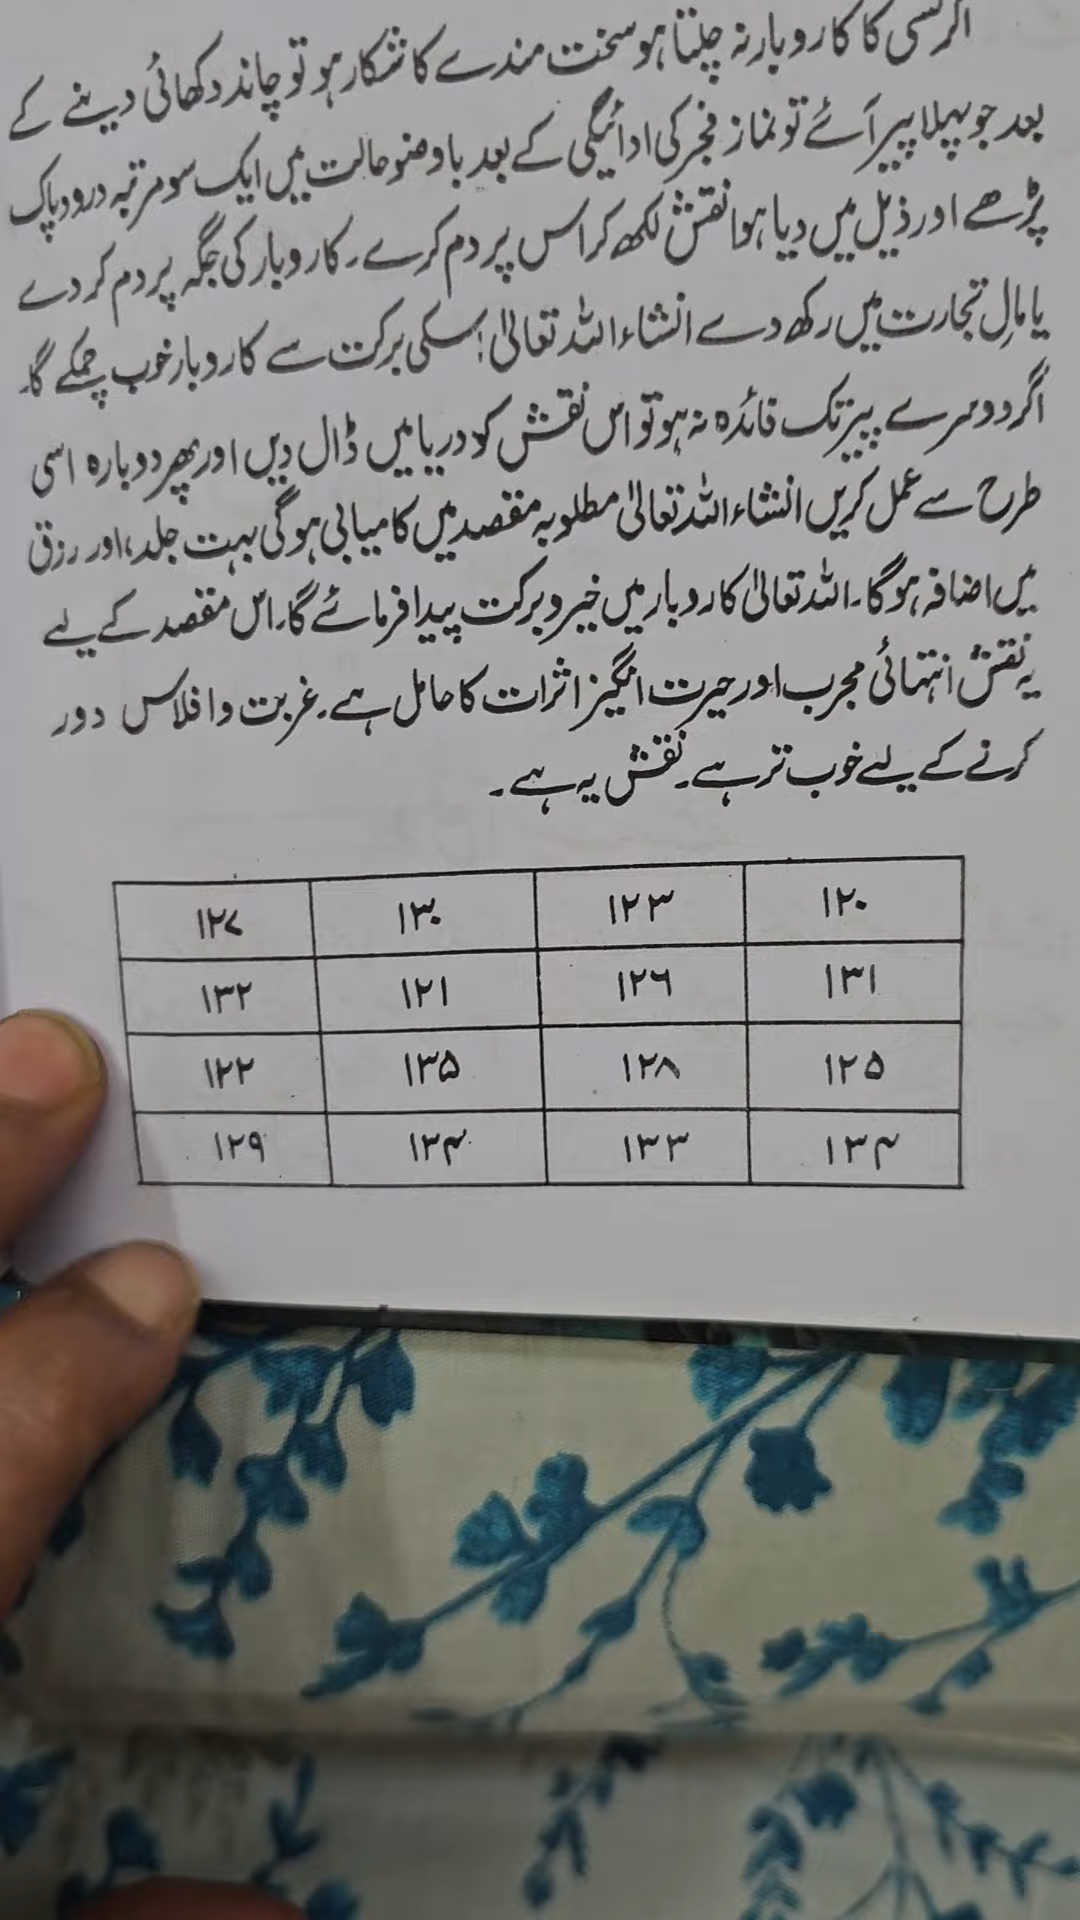 اگر کسی کا کاروبار نہ چلتا ہو سخت مندے کا شکار ہو تو چاند دکھائی دینے کے
بعد جو پہلا پیر آئے تو نماز فجر کی ادائیگی کے بعد باوضو حالت میں ایک سو مرتبہ درود پاک
پڑھے اور ذیل میں دیا ہوا نقش لکھ کر اس پر دم کرے۔ کاروبار کی جگہ پر دم کر دے
یا مالِ تجارت میں رکھ دے انشاء اللہ تعالیٰ اسکی برکت سے کاروبار خوب چمکے گا۔
اگر دوسرے پیر تک فائدہ نہ ہو تو اس نقش کو دریا میں ڈال دیں اور پھر دوبارہ اسی
طرح سے عمل کریں انشاء اللہ تعالیٰ مطلوبہ مقصد میں کامیابی ہوگی بہت جلد، اور رزق
میں اضافہ ہوگا۔ اللہ تعالیٰ کاروبار میں خیر و برکت پیدا فرمائے گا۔ اس مقصد کے لیے
یہ نقش انتہائی مجرب اور حیرت انگیز اثرات کا حامل ہے۔ غربت و افلاس دور
کرنے کے لیے خوب تر ہے۔ نقش یہ ہے۔
۱۲۰ ۱۲۳ ۱۳۰ ۱۲۷
۱۳۱ ۱۲۶ ۱۲۱ ۱۳۲
۱۲۵ ۱۲۸ ۱۳۵ ۱۲۲
۱۳۴ ۱۳۳ ۱۳۴ ۱۲۹